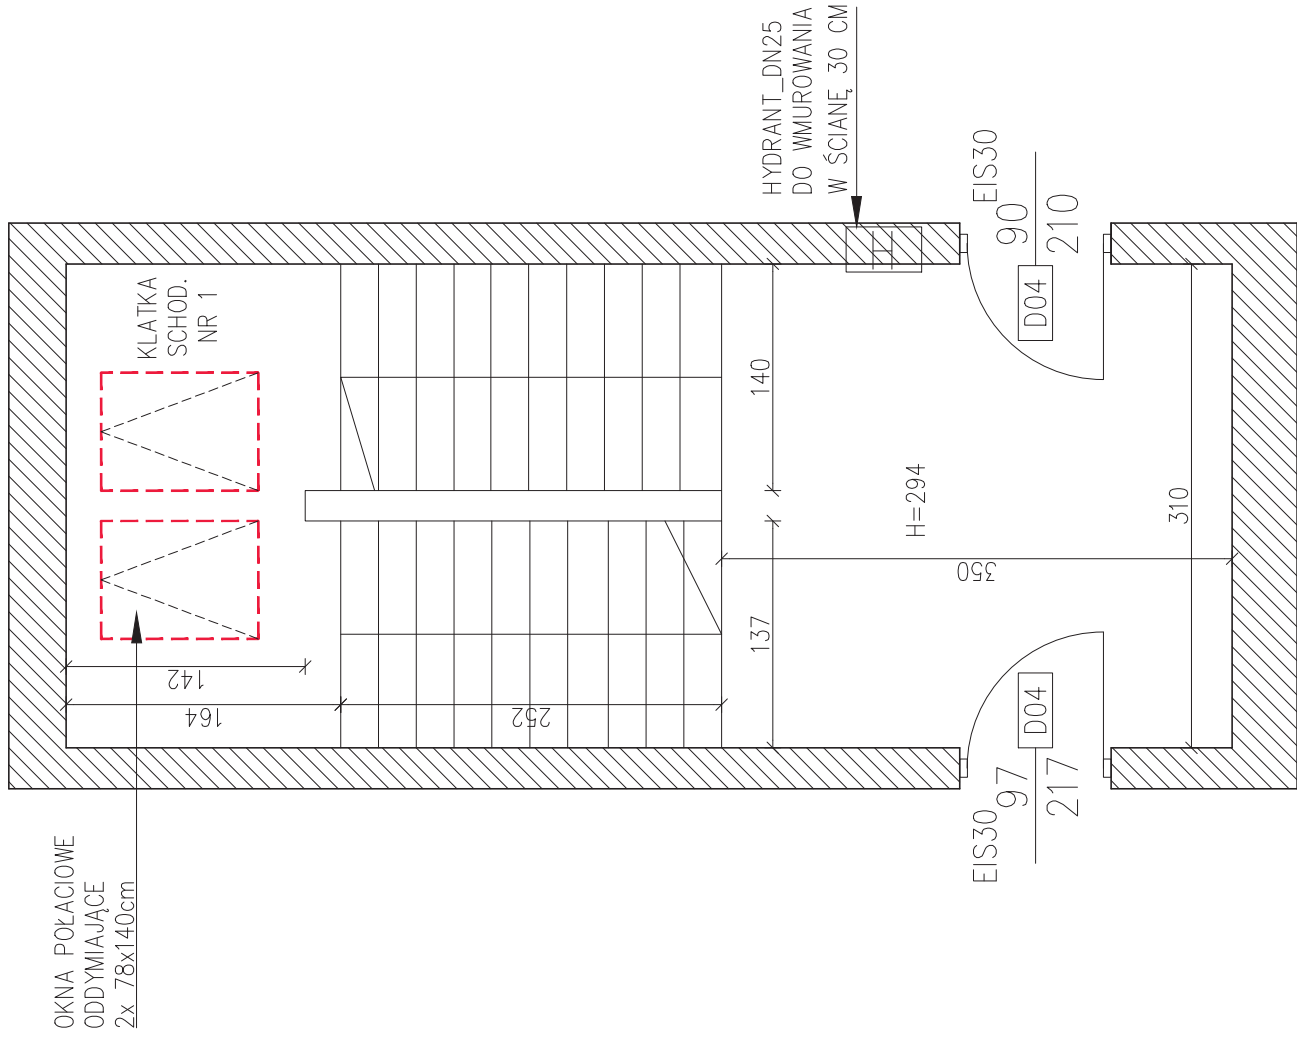 HYDRANT_DN25
DO WMUROWANIA
W ŚCIANĘ 30 CM
EIS30
90
210
D04
H
KLATKA
SCHOD.
NR 1
140
H=294
310
350
137
142
164
252
D04
EIS30
97
217
OKNA POŁACIOWE
ODDYMIAJĄCE
2x 78x140cm